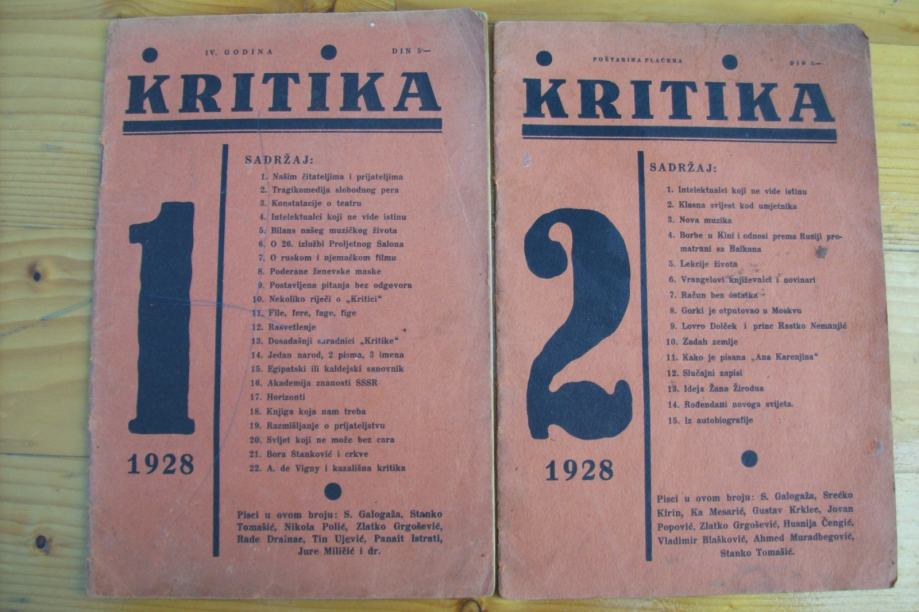 IV. GODINA DIN 5·—
KRITIKA
1
1928
SADRŽAJ:
1. Našim čitateljima i prijateljima
2. Tragikomedija slobodnog pera
3. Konstatacije o teatru
4. Intelektualci koji ne vide istinu
5. Bilans našeg muzičkog života
6. O 26. izložbi Proljetnog Salona
7. O ruskom i njemačkom filmu
8. Poderane ženevske maske
9. Postavljena pitanja bez odgovora
10. Nekoliko riječi o „Kritici”
11. File, fere, fage, fige
12. Rasvetlenje
13. Dosadašnji saradnici „Kritike”
14. Jedan narod, 2 pisma, 3 imena
15. Egipatski ili kaldejski sanovnik
16. Akademija znanosti SSSR
17. Horizonti
18. Knjiga koja nam treba
19. Razmišljanje o prijateljstvu
20. Svijet koji ne može bez cara
21. Bora Stanković i crkve
22. A. de Vigny i kazališna kritika
Pisci u ovom broju: S. Galogaža, Stanko
Tomašić, Nikola Polić, Zlatko Grgošević,
Rade Drainac, Tin Ujević, Panait Istrati,
Jure Miličić i dr.
POŠTARINA PLAĆENA DIN 5·—
KRITIKA
2
1928
SADRŽAJ:
1. Intelektualci koji ne vide istinu
2. Klasna svijest kod umjetnika
3. Nova muzika
4. Borbe u Kini i odnosi prema Rusiji pro-
matrani sa Balkana
5. Lekcije života
6. Vrangelovi književnici i novinari
7. Račun bez ostatka
8. Gorki je otputovao u Moskvu
9. Lovro Dolček i princ Rastko Nemanjić
10. Zadah zemlje
11. Kako je pisana „Ana Karenjina”
12. Slučajni zapisi
13. Ideja Žana Žirodua
14. Rođendani novoga svijeta.
15. Iz autobiografije
Pisci u ovom broju: S. Galogaža, Srećko
Kirin, Ka Mesarić, Gustav Krklec, Jovan
Popović, Zlatko Grgošević, Husnija Čengić,
Vladimir Blašković, Ahmed Muradbegović,
Stanko Tomašić.